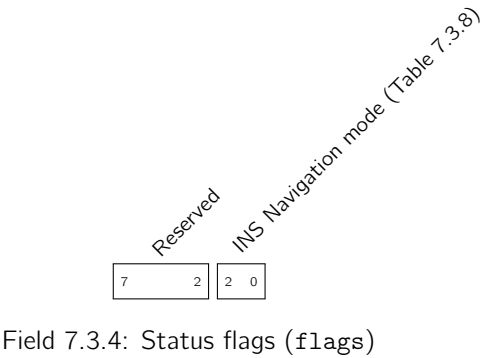 Reserved
INS Navigation mode (Table 7.3.8)
7 2 2 0
Field 7.3.4: Status flags (flags)